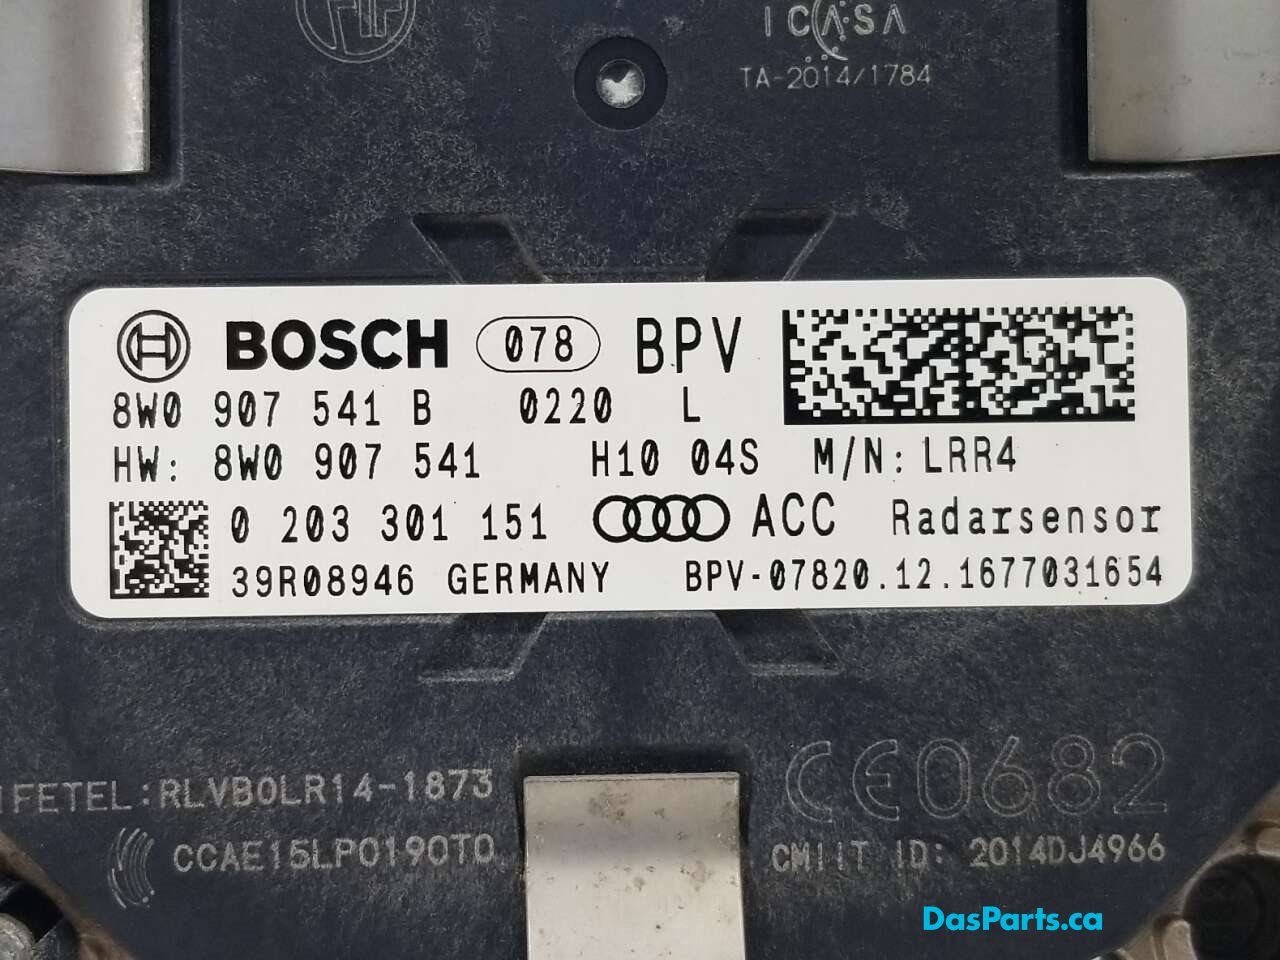 ICASA
TA-2014/1784
BOSCH 078 BPV
8W0 907 541 B 0220 L
HW: 8W0 907 541 H10 04S M/N: LRR4
0 203 301 151 ACC Radarsensor
39R08946 GERMANY BPV-07820.12.1677031654
IFETEL:RLVB0LR14-1873
CE0682
CCAE15LP0190T0
CMIIT ID: 2014DJ4966
DasParts.ca